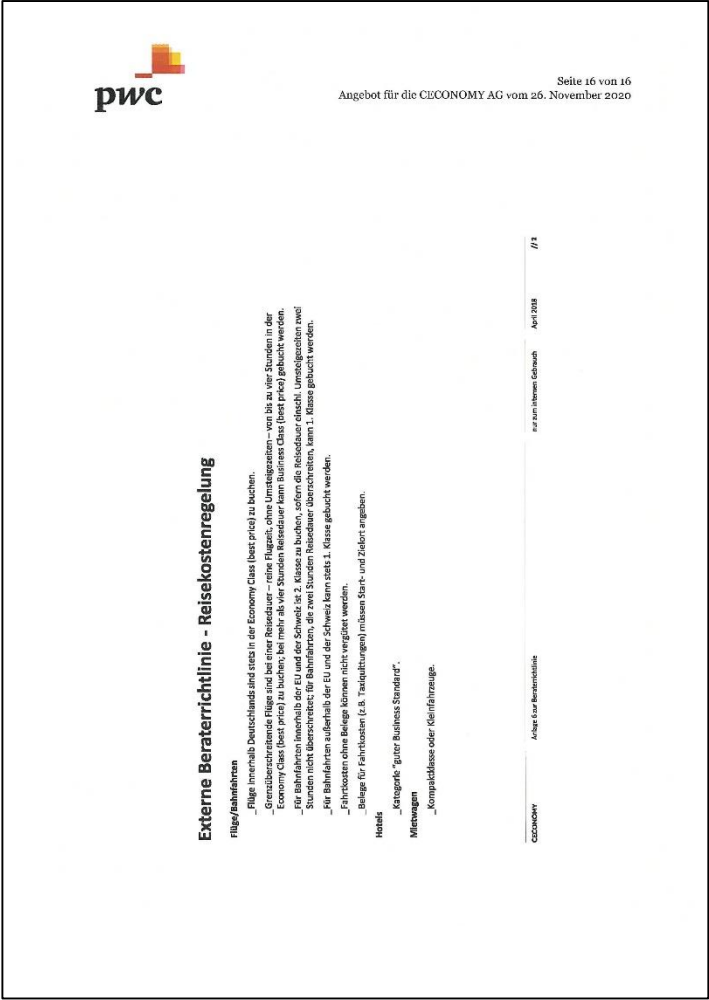 pwc
Seite 16 von 16
Angebot für die CECONOMY AG vom 26. November 2020
Externe Beraterrichtlinie - Reisekostenregelung
Flüge/Bahnfahrten
_Flüge innerhalb Deutschlands sind stets in der Economy Class (best price) zu buchen.
_Grenzüberschreitende Flüge sind bei einer Reisedauer – reine Flugzeit, ohne Umsteigezeiten – von bis zu vier Stunden in der
Economy Class (best price) zu buchen; bei mehr als vier Stunden Reisedauer kann Business Class (best price) gebucht werden.
_Für Bahnfahrten innerhalb der EU und der Schweiz ist 2. Klasse zu buchen, sofern die Reisedauer einschl. Umsteigezeiten zwei
Stunden nicht überschreitet; für Bahnfahrten, die zwei Stunden Reisedauer überschreiten, kann 1. Klasse gebucht werden.
_Für Bahnfahrten außerhalb der EU und der Schweiz kann stets 1. Klasse gebucht werden.
_Fahrtkosten ohne Belege können nicht vergütet werden.
_Belege für Fahrtkosten (z.B. Taxiquittungen) müssen Start- und Zielort angeben.
Hotels
_Kategorie "guter Business Standard".
Mietwagen
_Kompaktklasse oder Kleinfahrzeuge.
CECONOMY Anlage 6 zur Beraterrichtlinie nur zum internen Gebrauch April 2018 // 2